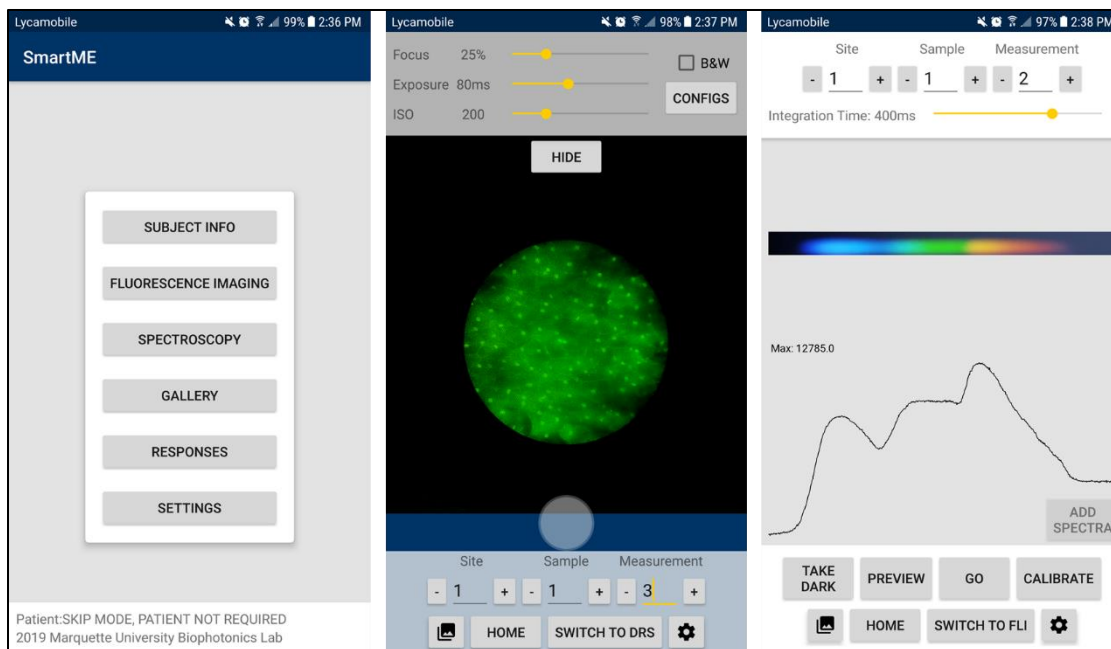 Lycamobile 99% 2:36 PM
SmartME
SUBJECT INFO
FLUORESCENCE IMAGING
SPECTROSCOPY
GALLERY
RESPONSES
SETTINGS
Patient:SKIP MODE, PATIENT NOT REQUIRED
2019 Marquette University Biophotonics Lab
Lycamobile 98% 2:37 PM
Focus 25%
B&W
Exposure 80ms
CONFIGS
ISO 200
HIDE
Site Sample Measurement
- 1 + - 1 + - 3 +
HOME SWITCH TO DRS
Lycamobile 97% 2:38 PM
Site Sample Measurement
- 1 + - 1 + - 2 +
Integration Time: 400ms
Max: 12785.0
ADD
SPECTRA
TAKE
DARK
PREVIEW GO CALIBRATE
HOME SWITCH TO FLI